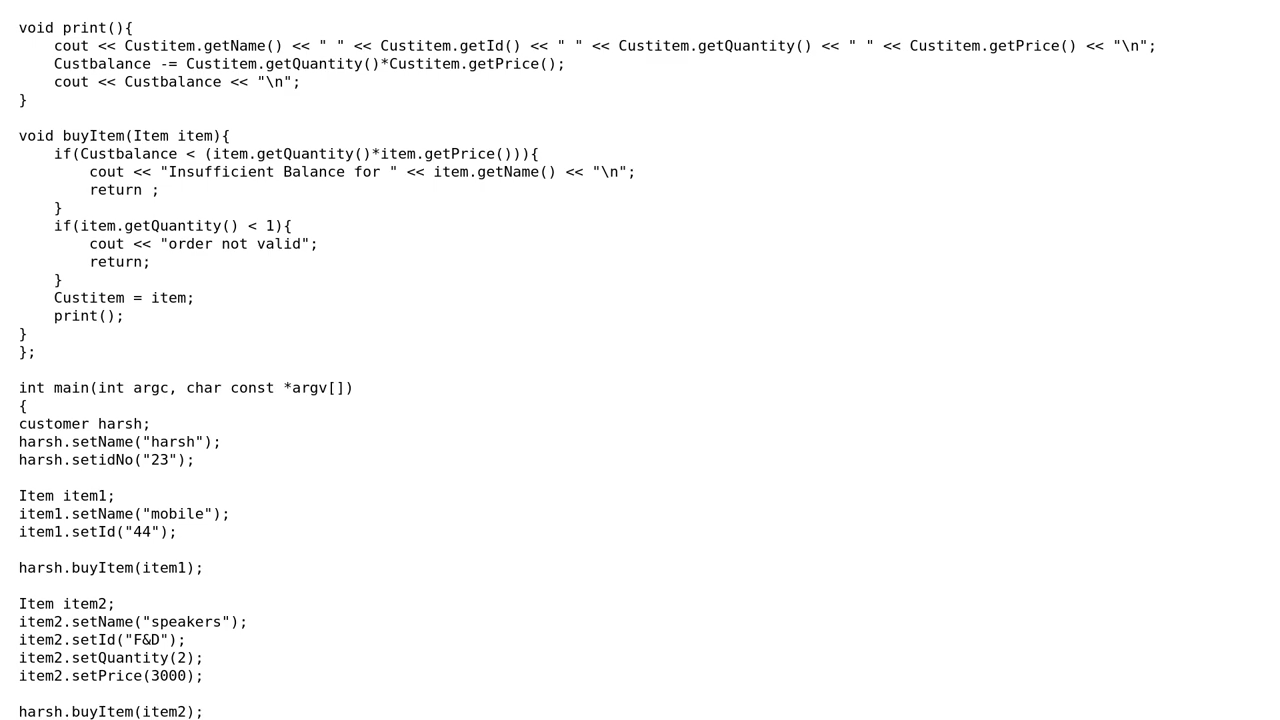 void print(){
    cout << Custitem.getName() << " " << Custitem.getId() << " " << Custitem.getQuantity() << " " << Custitem.getPrice() << "\n";
    Custbalance -= Custitem.getQuantity()*Custitem.getPrice();
    cout << Custbalance << "\n";
}

void buyItem(Item item){
    if(Custbalance < (item.getQuantity()*item.getPrice())){
        cout << "Insufficient Balance for " << item.getName() << "\n";
        return ;
    }
    if(item.getQuantity() < 1){
        cout << "order not valid";
        return;
    }
    Custitem = item;
    print();
}
};

int main(int argc, char const *argv[])
{
customer harsh;
harsh.setName("harsh");
harsh.setidNo("23");

Item item1;
item1.setName("mobile");
item1.setId("44");

harsh.buyItem(item1);

Item item2;
item2.setName("speakers");
item2.setId("F&D");
item2.setQuantity(2);
item2.setPrice(3000);

harsh.buyItem(item2);